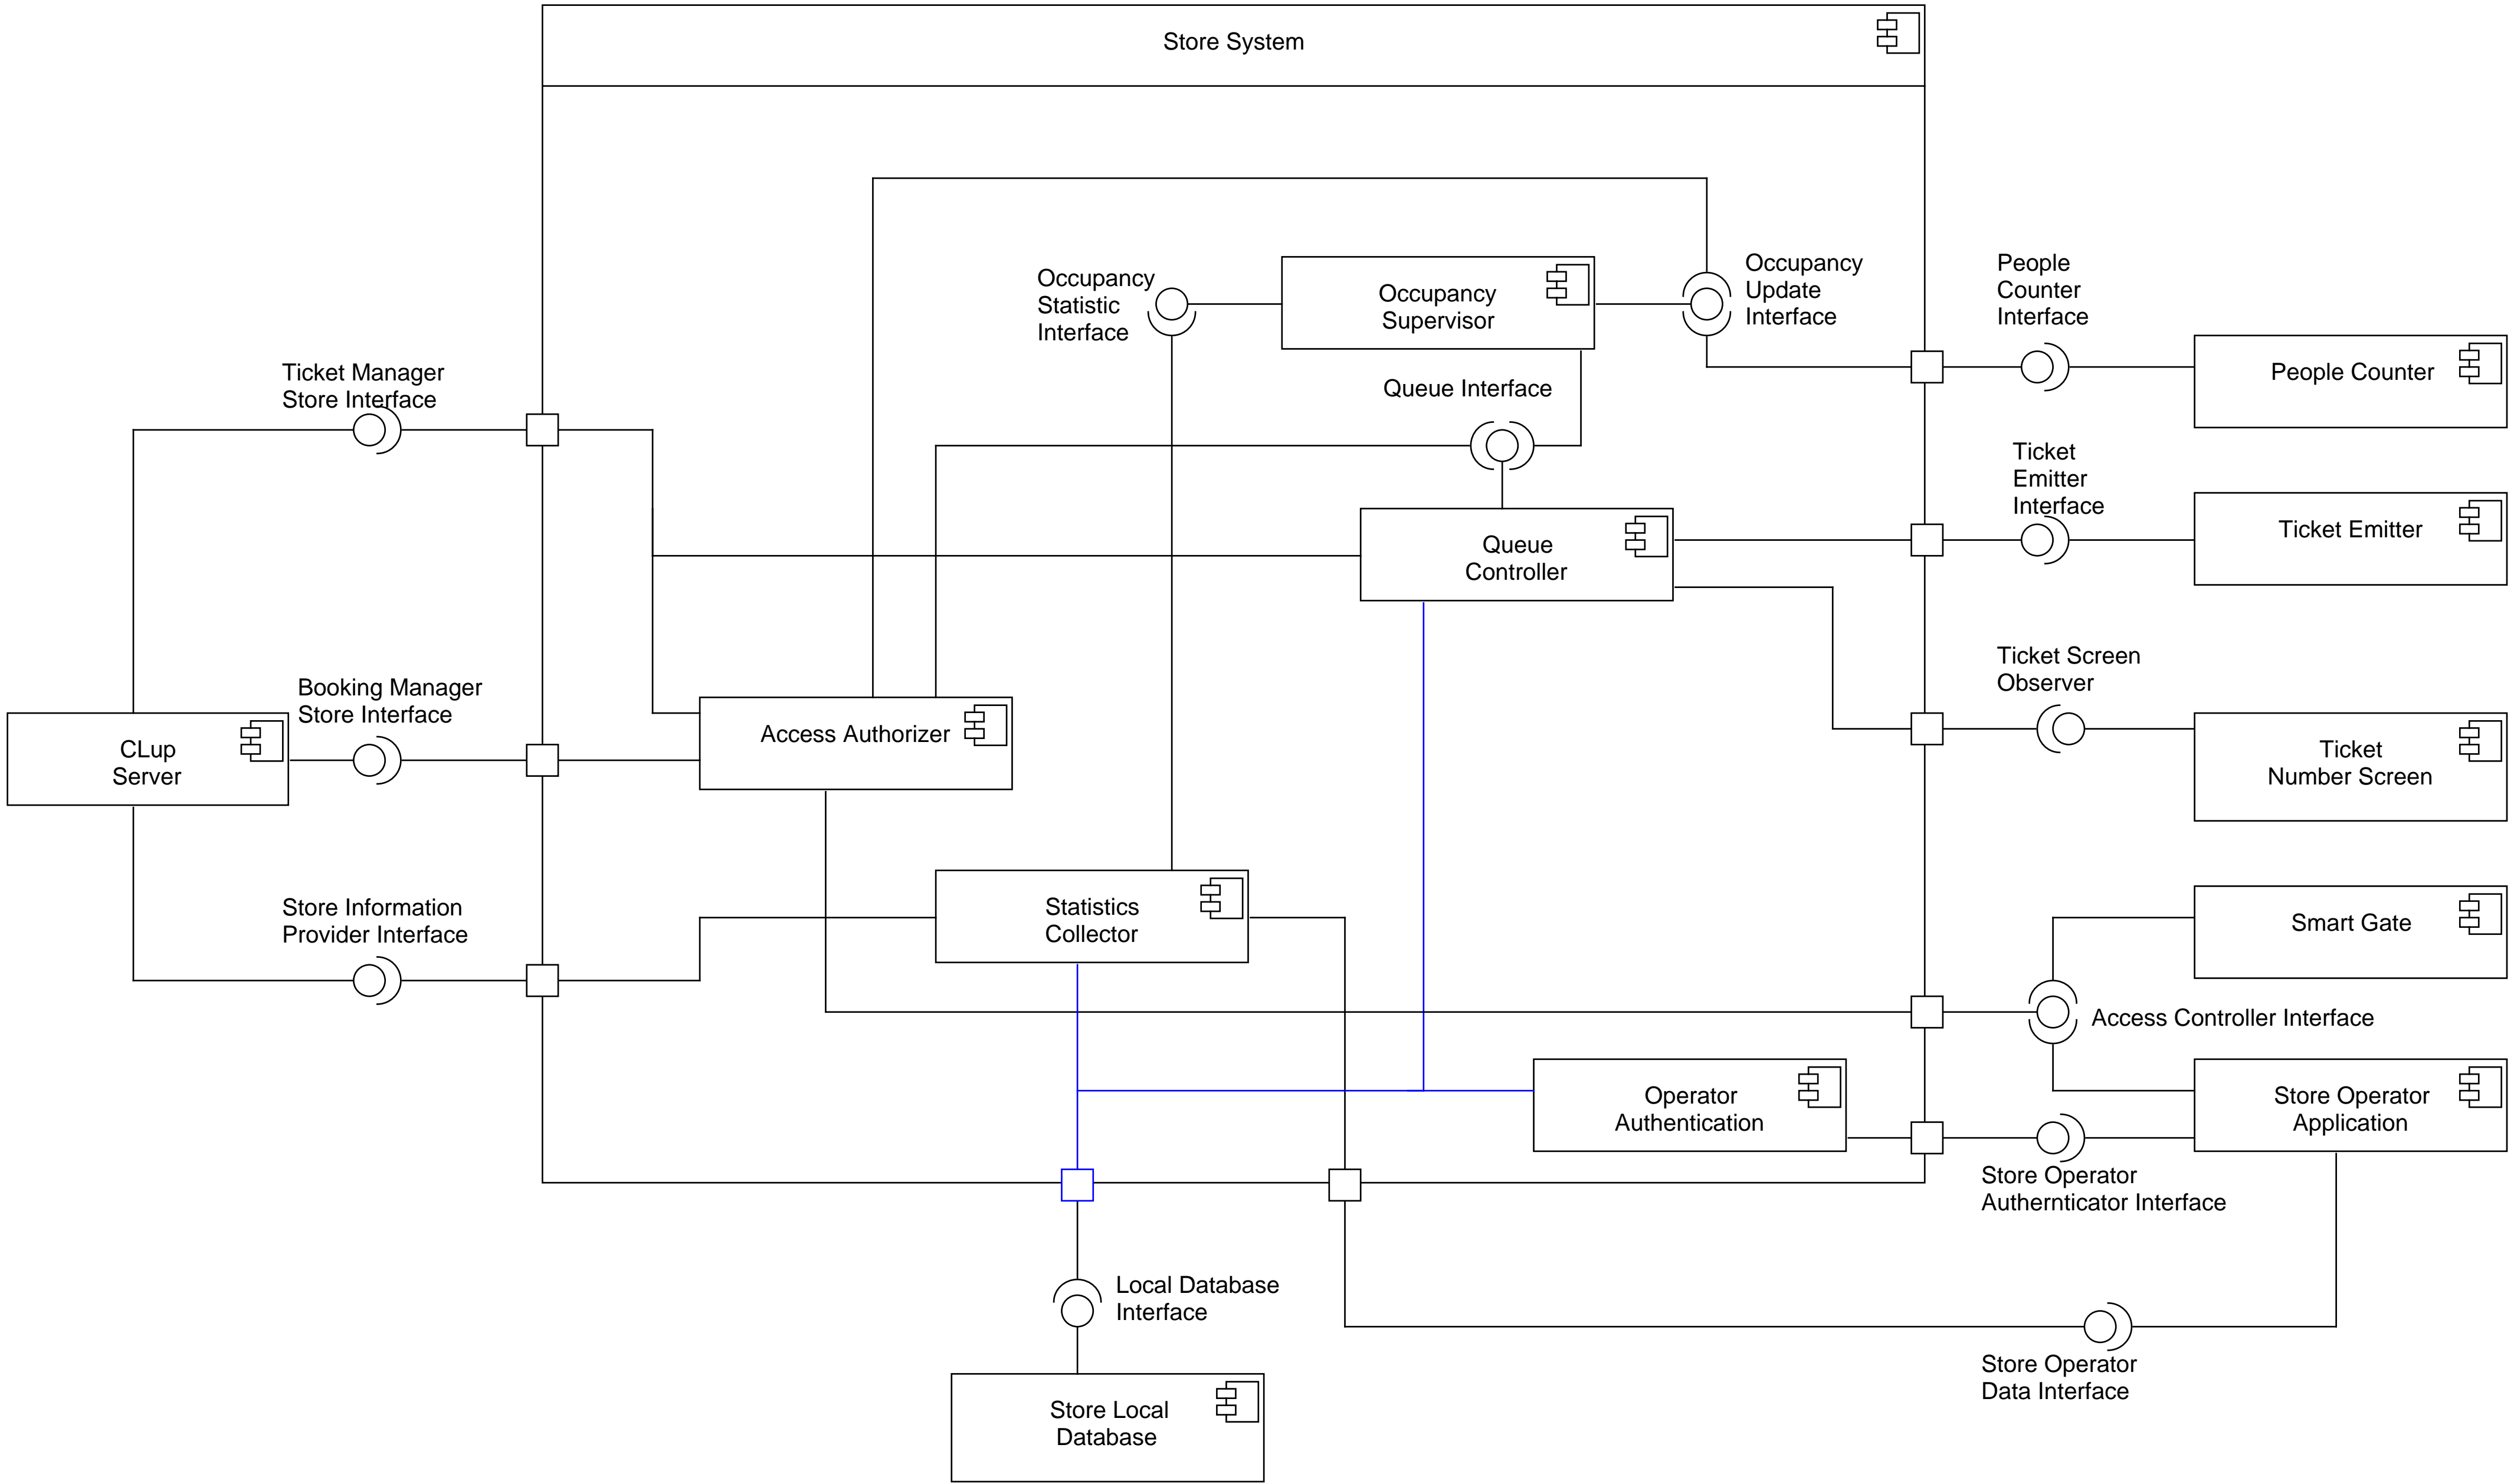 Store System
Occupancy
Statistic
Interface
Occupancy
Supervisor
Occupancy
Update
Interface
People
Counter
Interface
People Counter
Ticket Manager
Store Interface
Queue Interface
Ticket
Emitter
Interface
Ticket Emitter
Queue
Controller
Ticket Screen
Observer
Ticket
Number Screen
Booking Manager
Store Interface
CLup
Server
Access Authorizer
Store Information
Provider Interface
Statistics
Collector
Smart Gate
Access Controller Interface
Operator
Authentication
Store Operator
Application
Store Operator
Authernticator Interface
Local Database
Interface
Store Operator
Data Interface
Store Local
Database